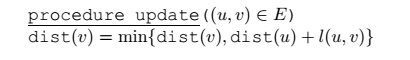 procedure update((u, v) ∈ E)
dist(v) = min{dist(v), dist(u) + l(u, v)}